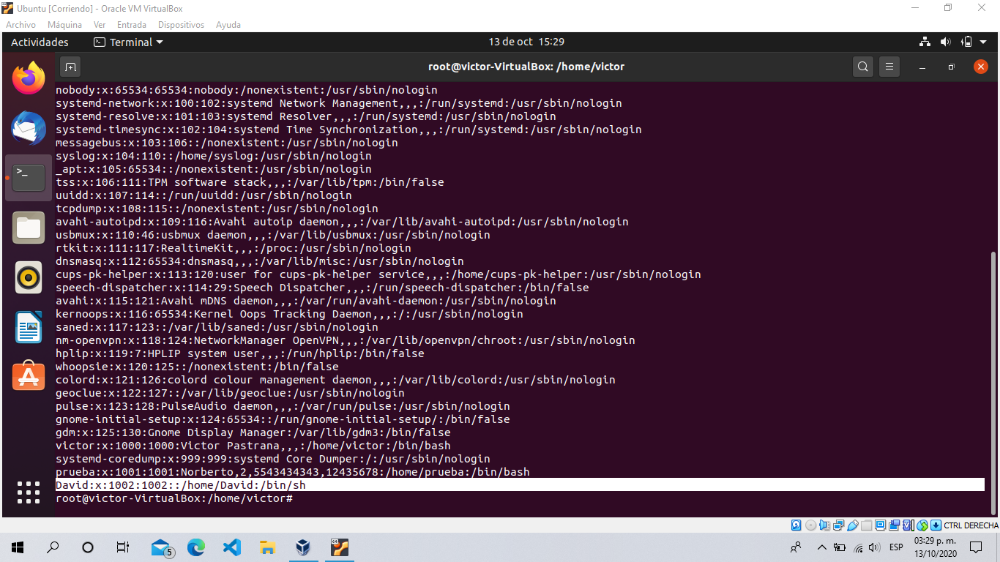 Ubuntu [Corriendo] - Oracle VM VirtualBox
Archivo Máquina Ver Entrada Dispositivos Ayuda
Actividades Terminal 13 de oct 15:29
root@victor-VirtualBox: /home/victor
nobody:x:65534:65534:nobody:/nonexistent:/usr/sbin/nologin
systemd-network:x:100:102:systemd Network Management,,,:/run/systemd:/usr/sbin/nologin
systemd-resolve:x:101:103:systemd Resolver,,,:/run/systemd:/usr/sbin/nologin
systemd-timesync:x:102:104:systemd Time Synchronization,,,:/run/systemd:/usr/sbin/nologin
messagebus:x:103:106::/nonexistent:/usr/sbin/nologin
syslog:x:104:110::/home/syslog:/usr/sbin/nologin
_apt:x:105:65534::/nonexistent:/usr/sbin/nologin
tss:x:106:111:TPM software stack,,,:/var/lib/tpm:/bin/false
uuidd:x:107:114::/run/uuidd:/usr/sbin/nologin
tcpdump:x:108:115::/nonexistent:/usr/sbin/nologin
avahi-autoipd:x:109:116:Avahi autoip daemon,,,:/var/lib/avahi-autoipd:/usr/sbin/nologin
usbmux:x:110:46:usbmux daemon,,,:/var/lib/usbmux:/usr/sbin/nologin
rtkit:x:111:117:RealtimeKit,,,:/proc:/usr/sbin/nologin
dnsmasq:x:112:65534:dnsmasq,,,:/var/lib/misc:/usr/sbin/nologin
cups-pk-helper:x:113:120:user for cups-pk-helper service,,,:/home/cups-pk-helper:/usr/sbin/nologin
speech-dispatcher:x:114:29:Speech Dispatcher,,,:/run/speech-dispatcher:/bin/false
avahi:x:115:121:Avahi mDNS daemon,,,:/var/run/avahi-daemon:/usr/sbin/nologin
kernoops:x:116:65534:Kernel Oops Tracking Daemon,,,:/:/usr/sbin/nologin
saned:x:117:123::/var/lib/saned:/usr/sbin/nologin
nm-openvpn:x:118:124:NetworkManager OpenVPN,,,:/var/lib/openvpn/chroot:/usr/sbin/nologin
hplip:x:119:7:HPLIP system user,,,:/run/hplip:/bin/false
whoopsie:x:120:125::/nonexistent:/bin/false
colord:x:121:126:colord colour management daemon,,,:/var/lib/colord:/usr/sbin/nologin
geoclue:x:122:127::/var/lib/geoclue:/usr/sbin/nologin
pulse:x:123:128:PulseAudio daemon,,,:/var/run/pulse:/usr/sbin/nologin
gnome-initial-setup:x:124:65534::/run/gnome-initial-setup/:/bin/false
gdm:x:125:130:Gnome Display Manager:/var/lib/gdm3:/bin/false
victor:x:1000:1000:Victor Pastrana,,,:/home/victor:/bin/bash
systemd-coredump:x:999:999:systemd Core Dumper:/:/usr/sbin/nologin
prueba:x:1001:1001:Norberto,2,5543434343,12435678:/home/prueba:/bin/bash
David:x:1002:1002::/home/David:/bin/sh
root@victor-VirtualBox:/home/victor#
CTRL DERECHA
5 ESP 03:29 p. m.
13/10/2020